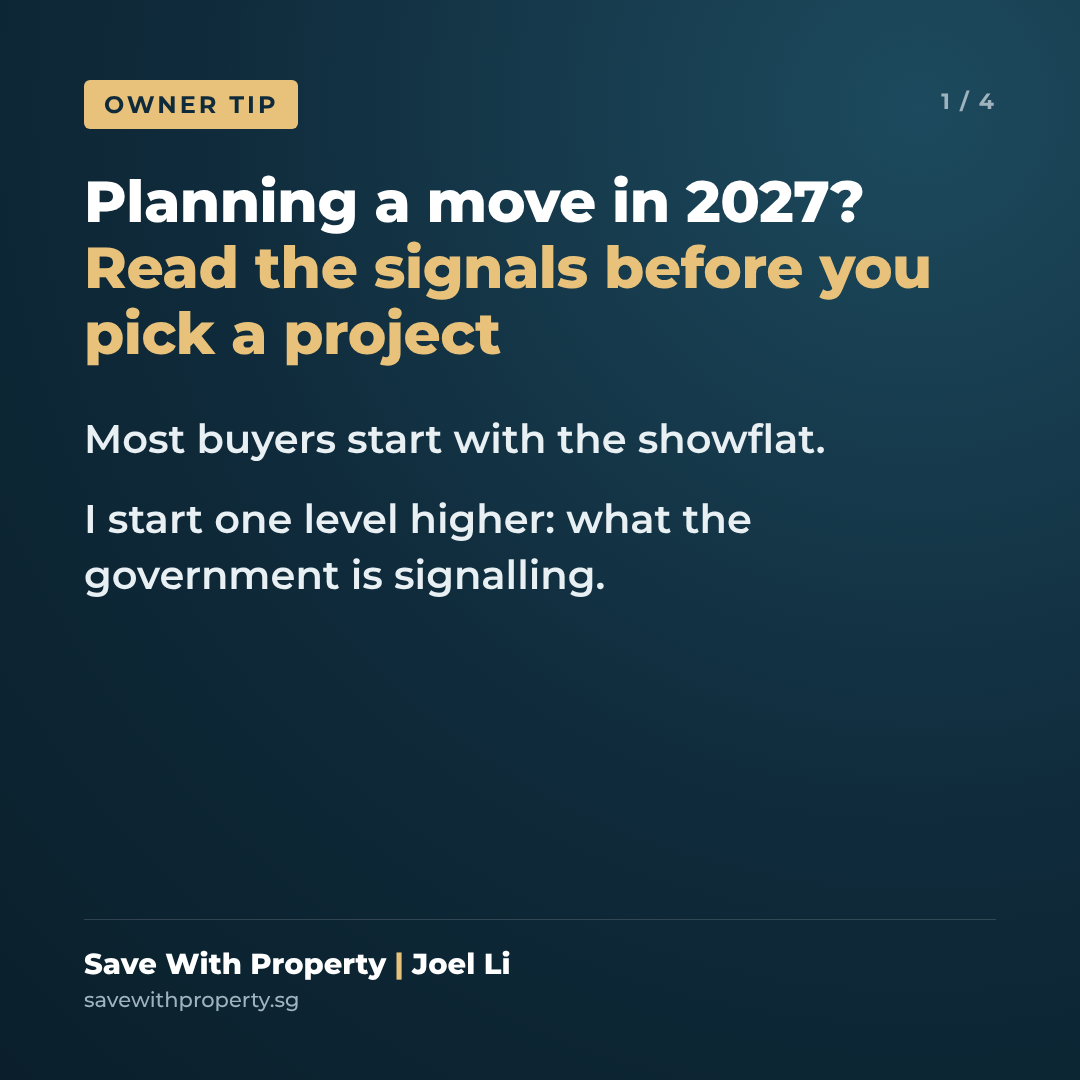 OWNER TIP
1 / 4
Planning a move in 2027?
Read the signals before you
pick a project
Most buyers start with the showflat.
I start one level higher: what the
government is signalling.
Save With Property | Joel Li
savewithproperty.sg